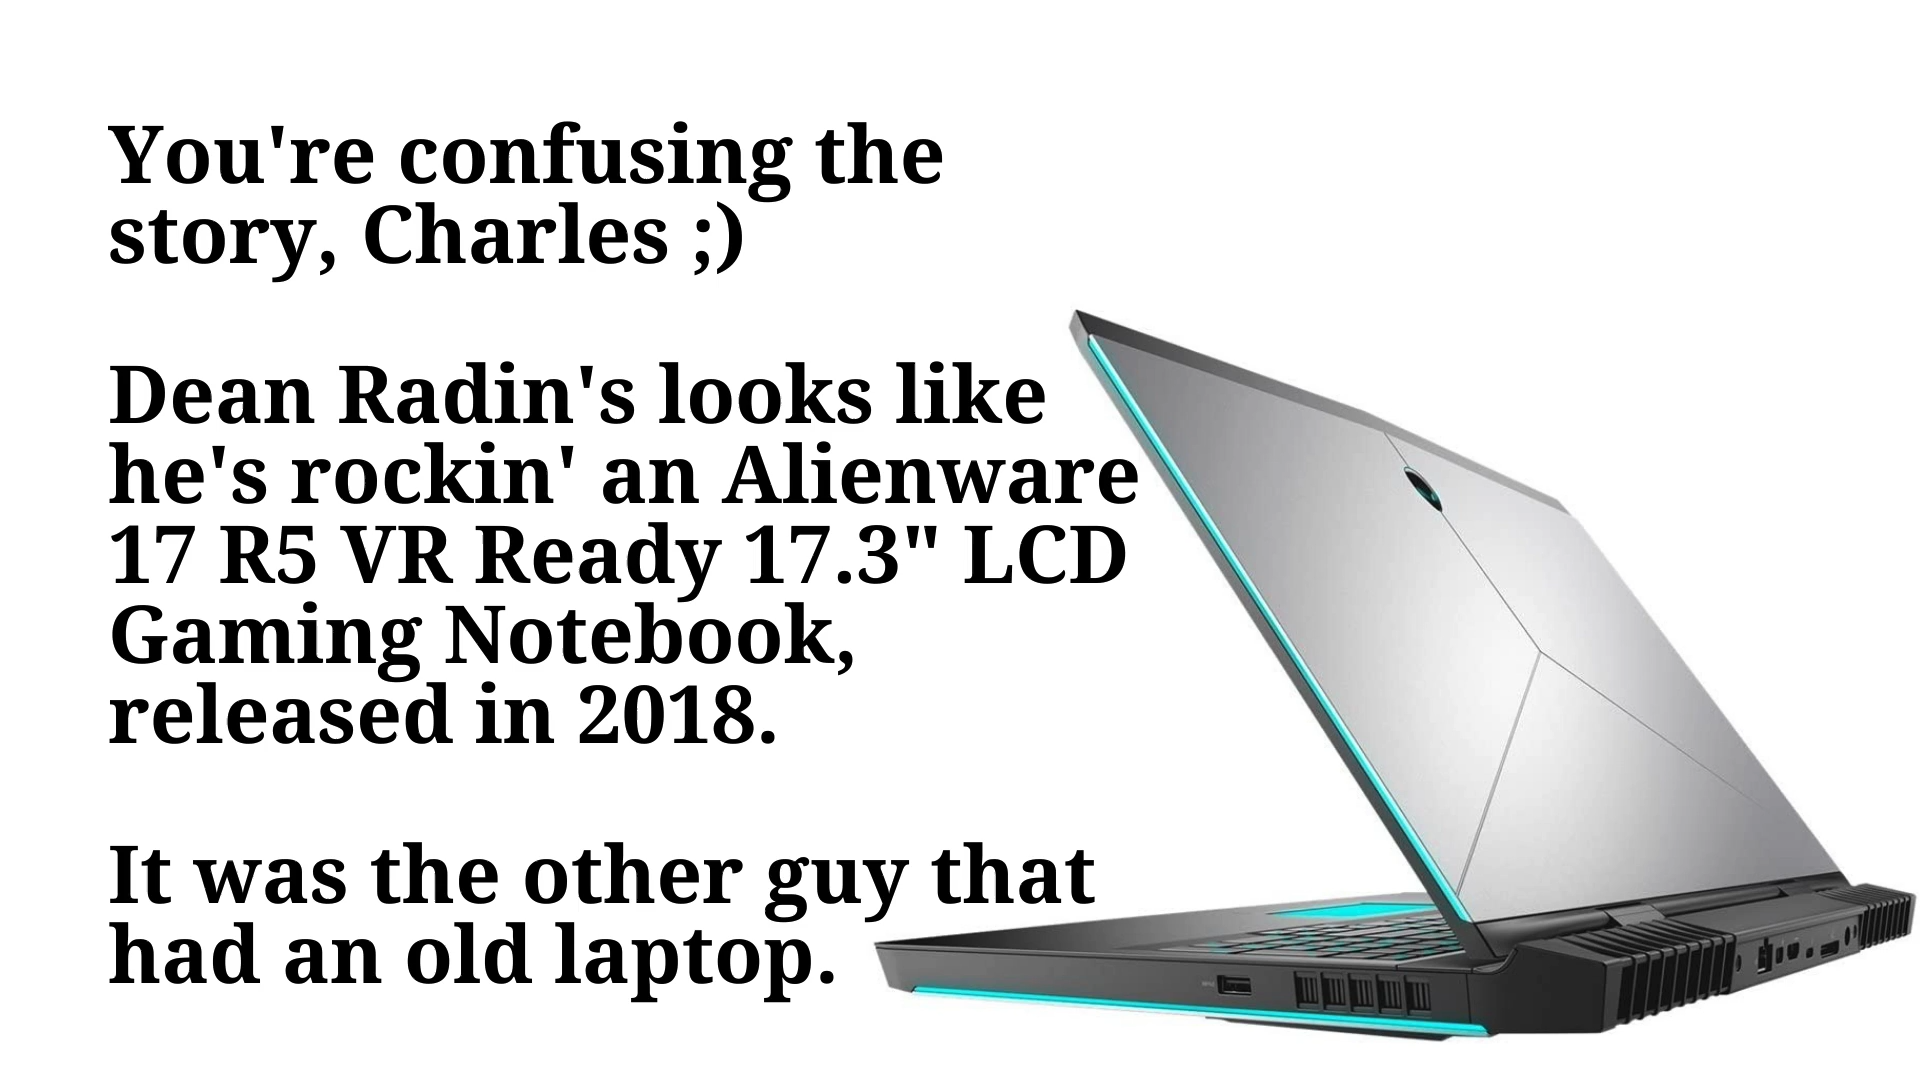 You're confusing the
story, Charles ;)
Dean Radin's looks like
he's rockin' an Alienware
17 R5 VR Ready 17.3" LCD
Gaming Notebook,
released in 2018.
It was the other guy that
had an old laptop.